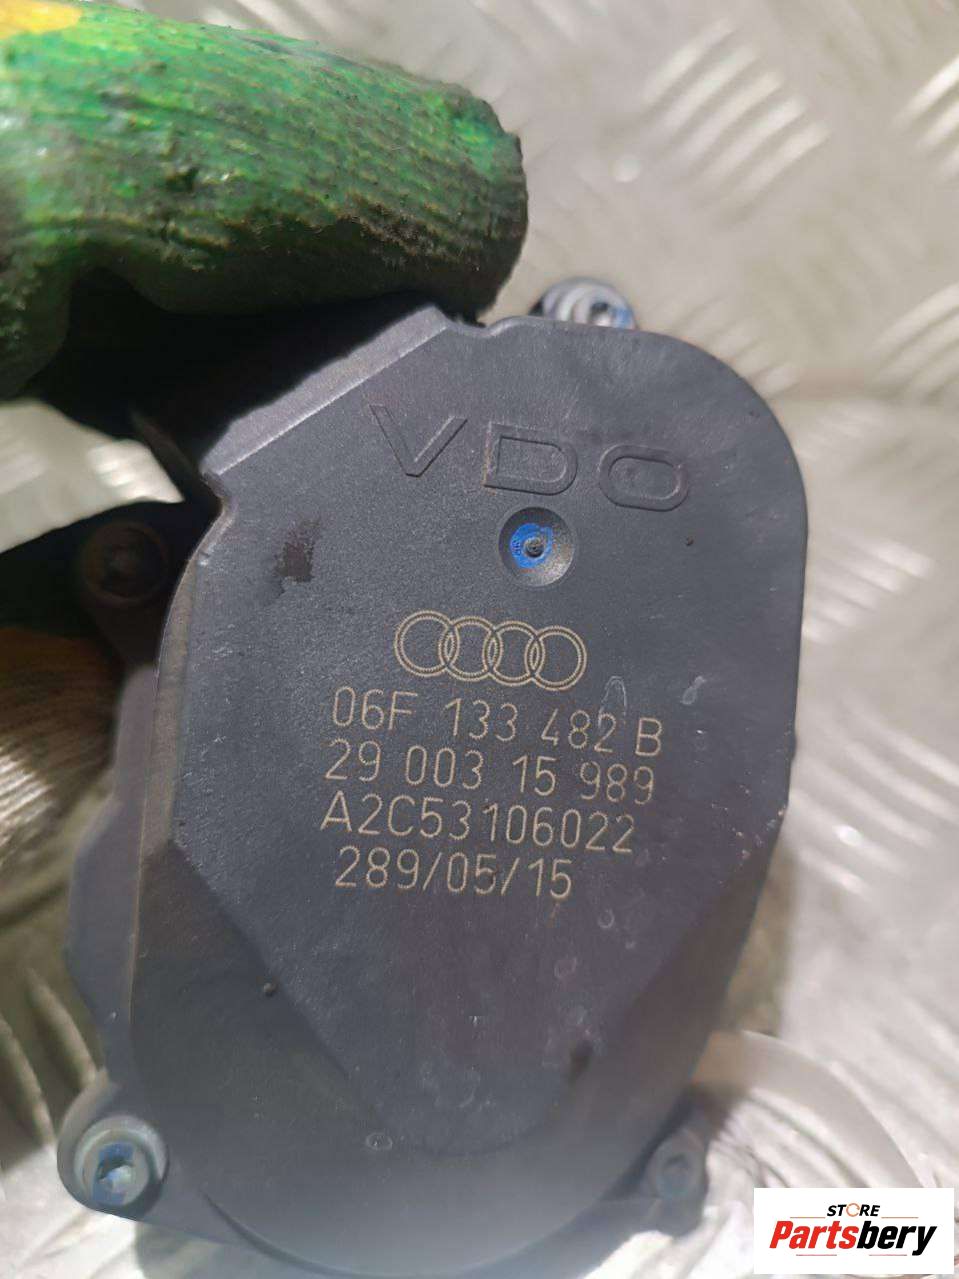 VDO
06F 133 482 B
29 003 15 989
A2C53106022
289/05/15
STORE
Partsbery